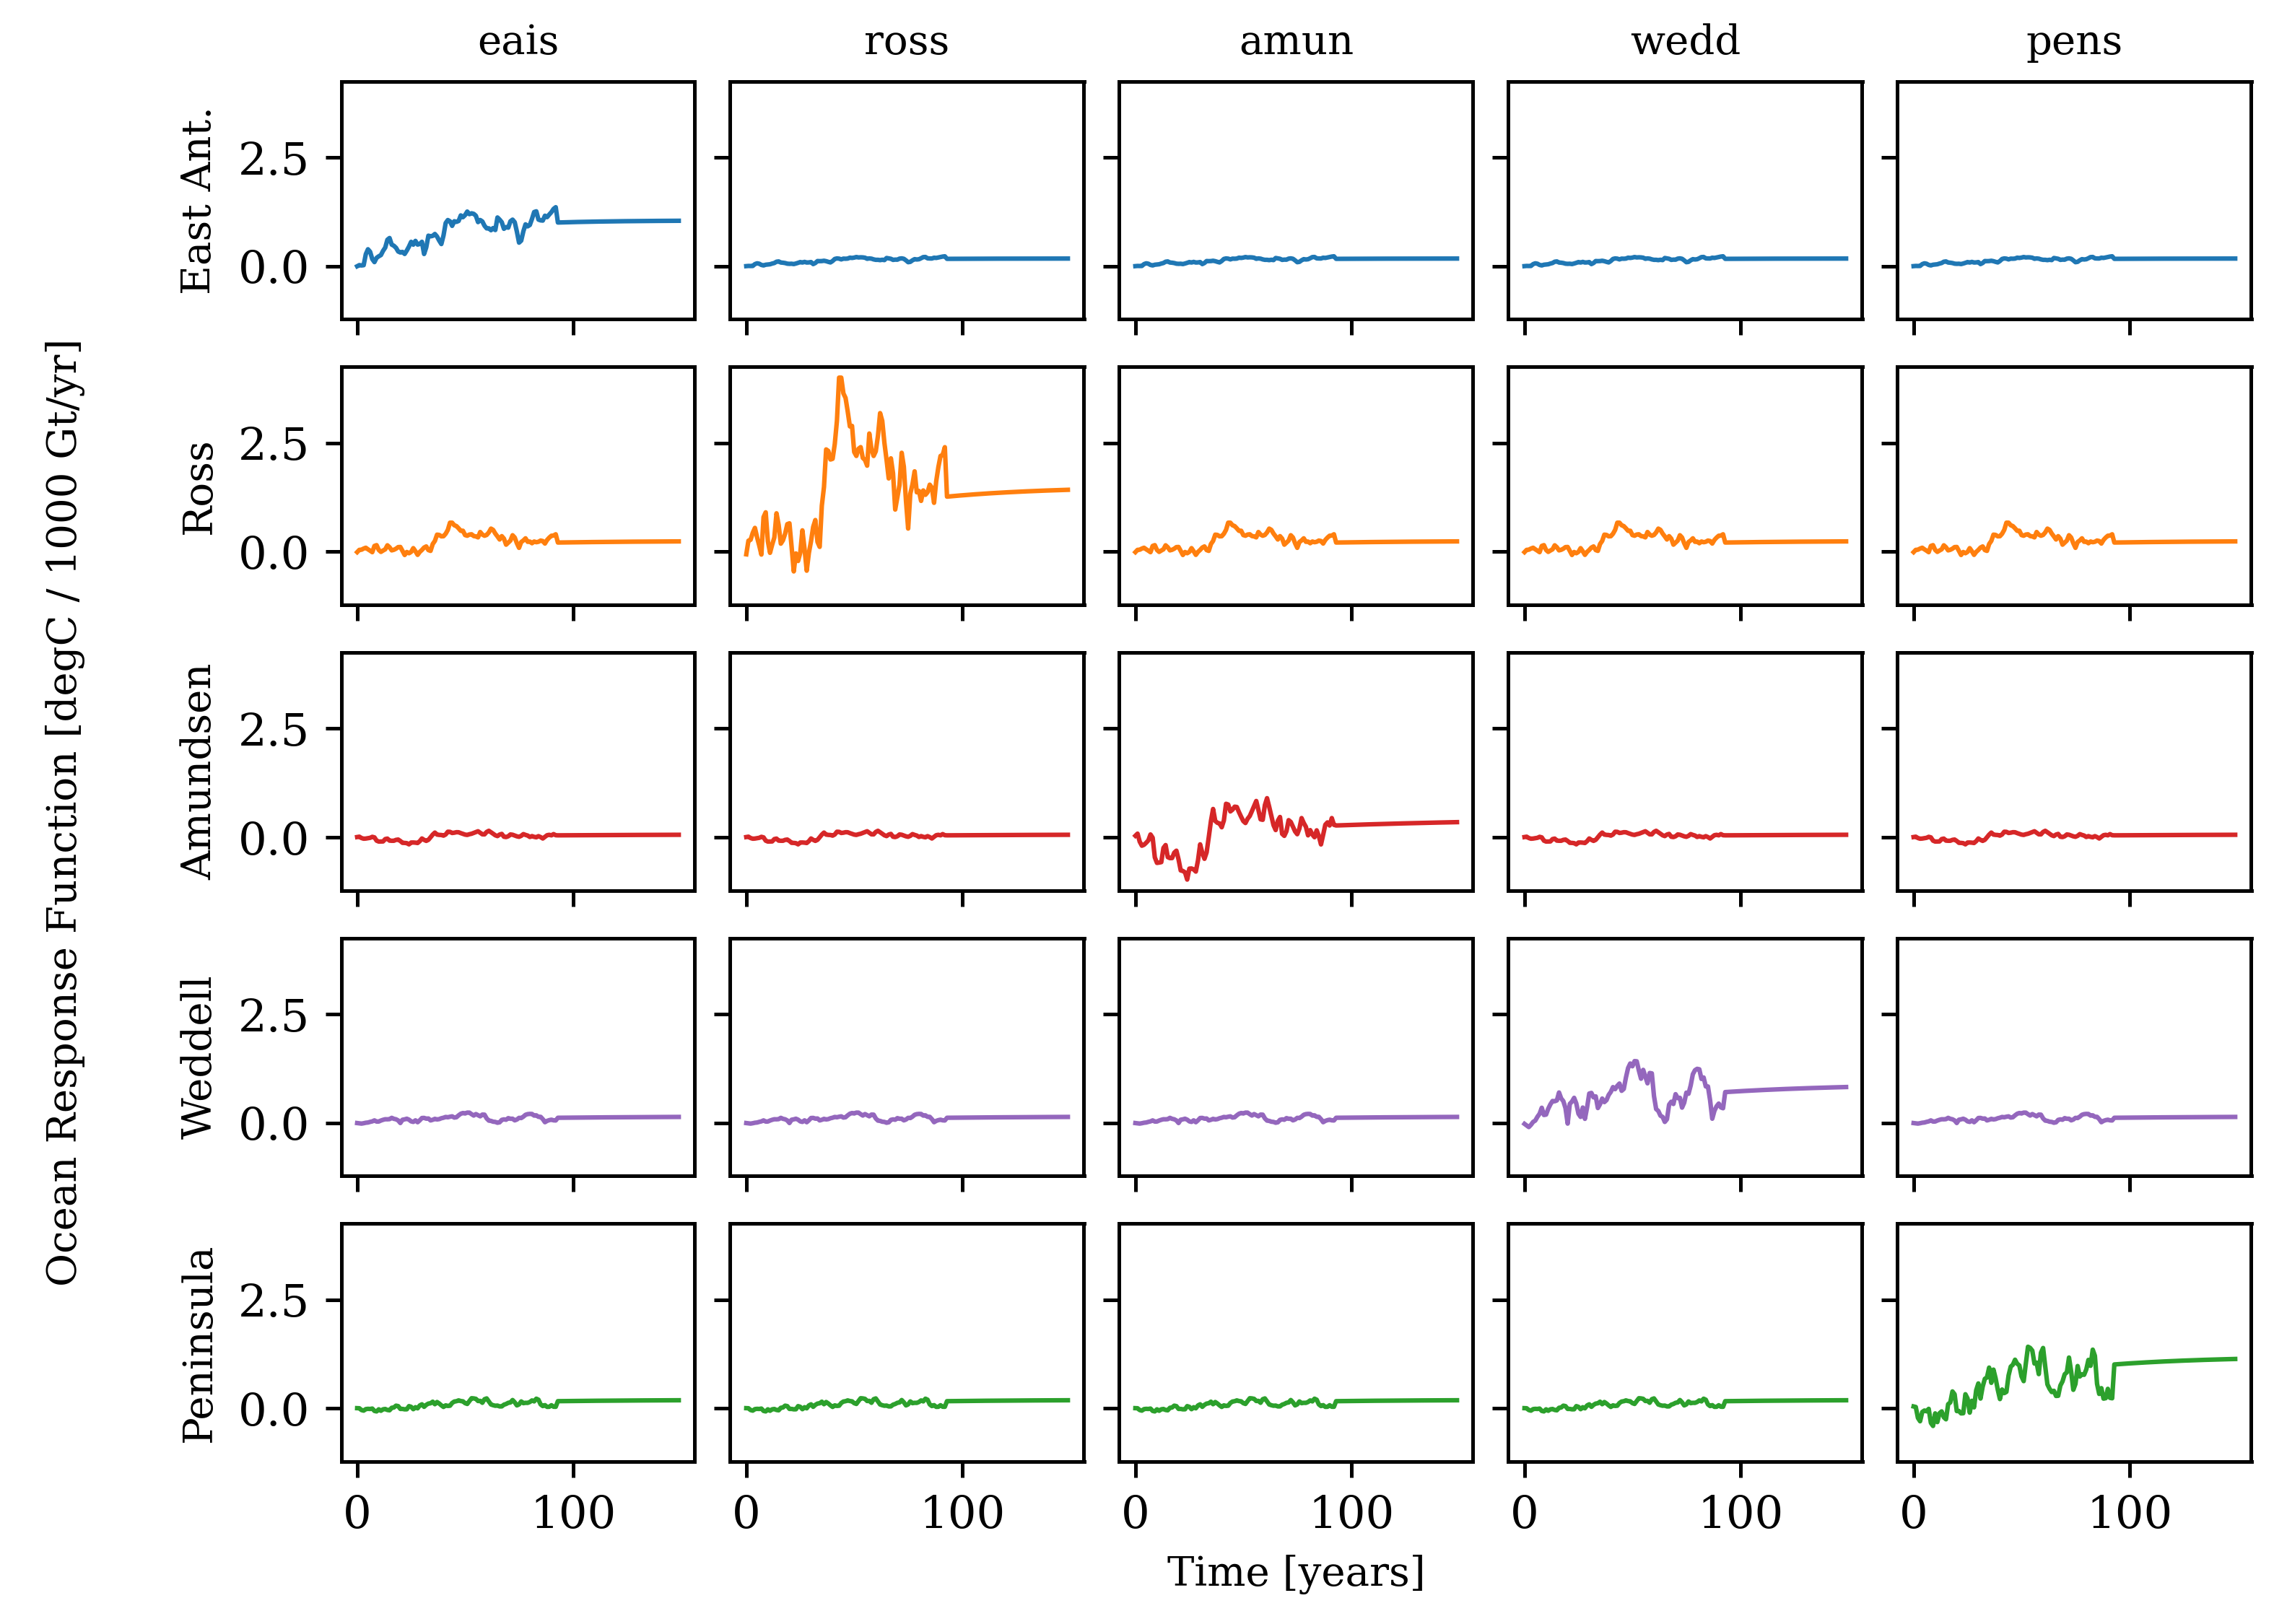 eais ross amun wedd pens
Ocean Response Function [degC / 1000 Gt/yr]
East Ant.
2.5
0.0
Ross
2.5
0.0
Amundsen
2.5
0.0
Weddell
2.5
0.0
Peninsula
2.5
0.0
0 100 0 100 0 100 0 100 0 100
Time [years]